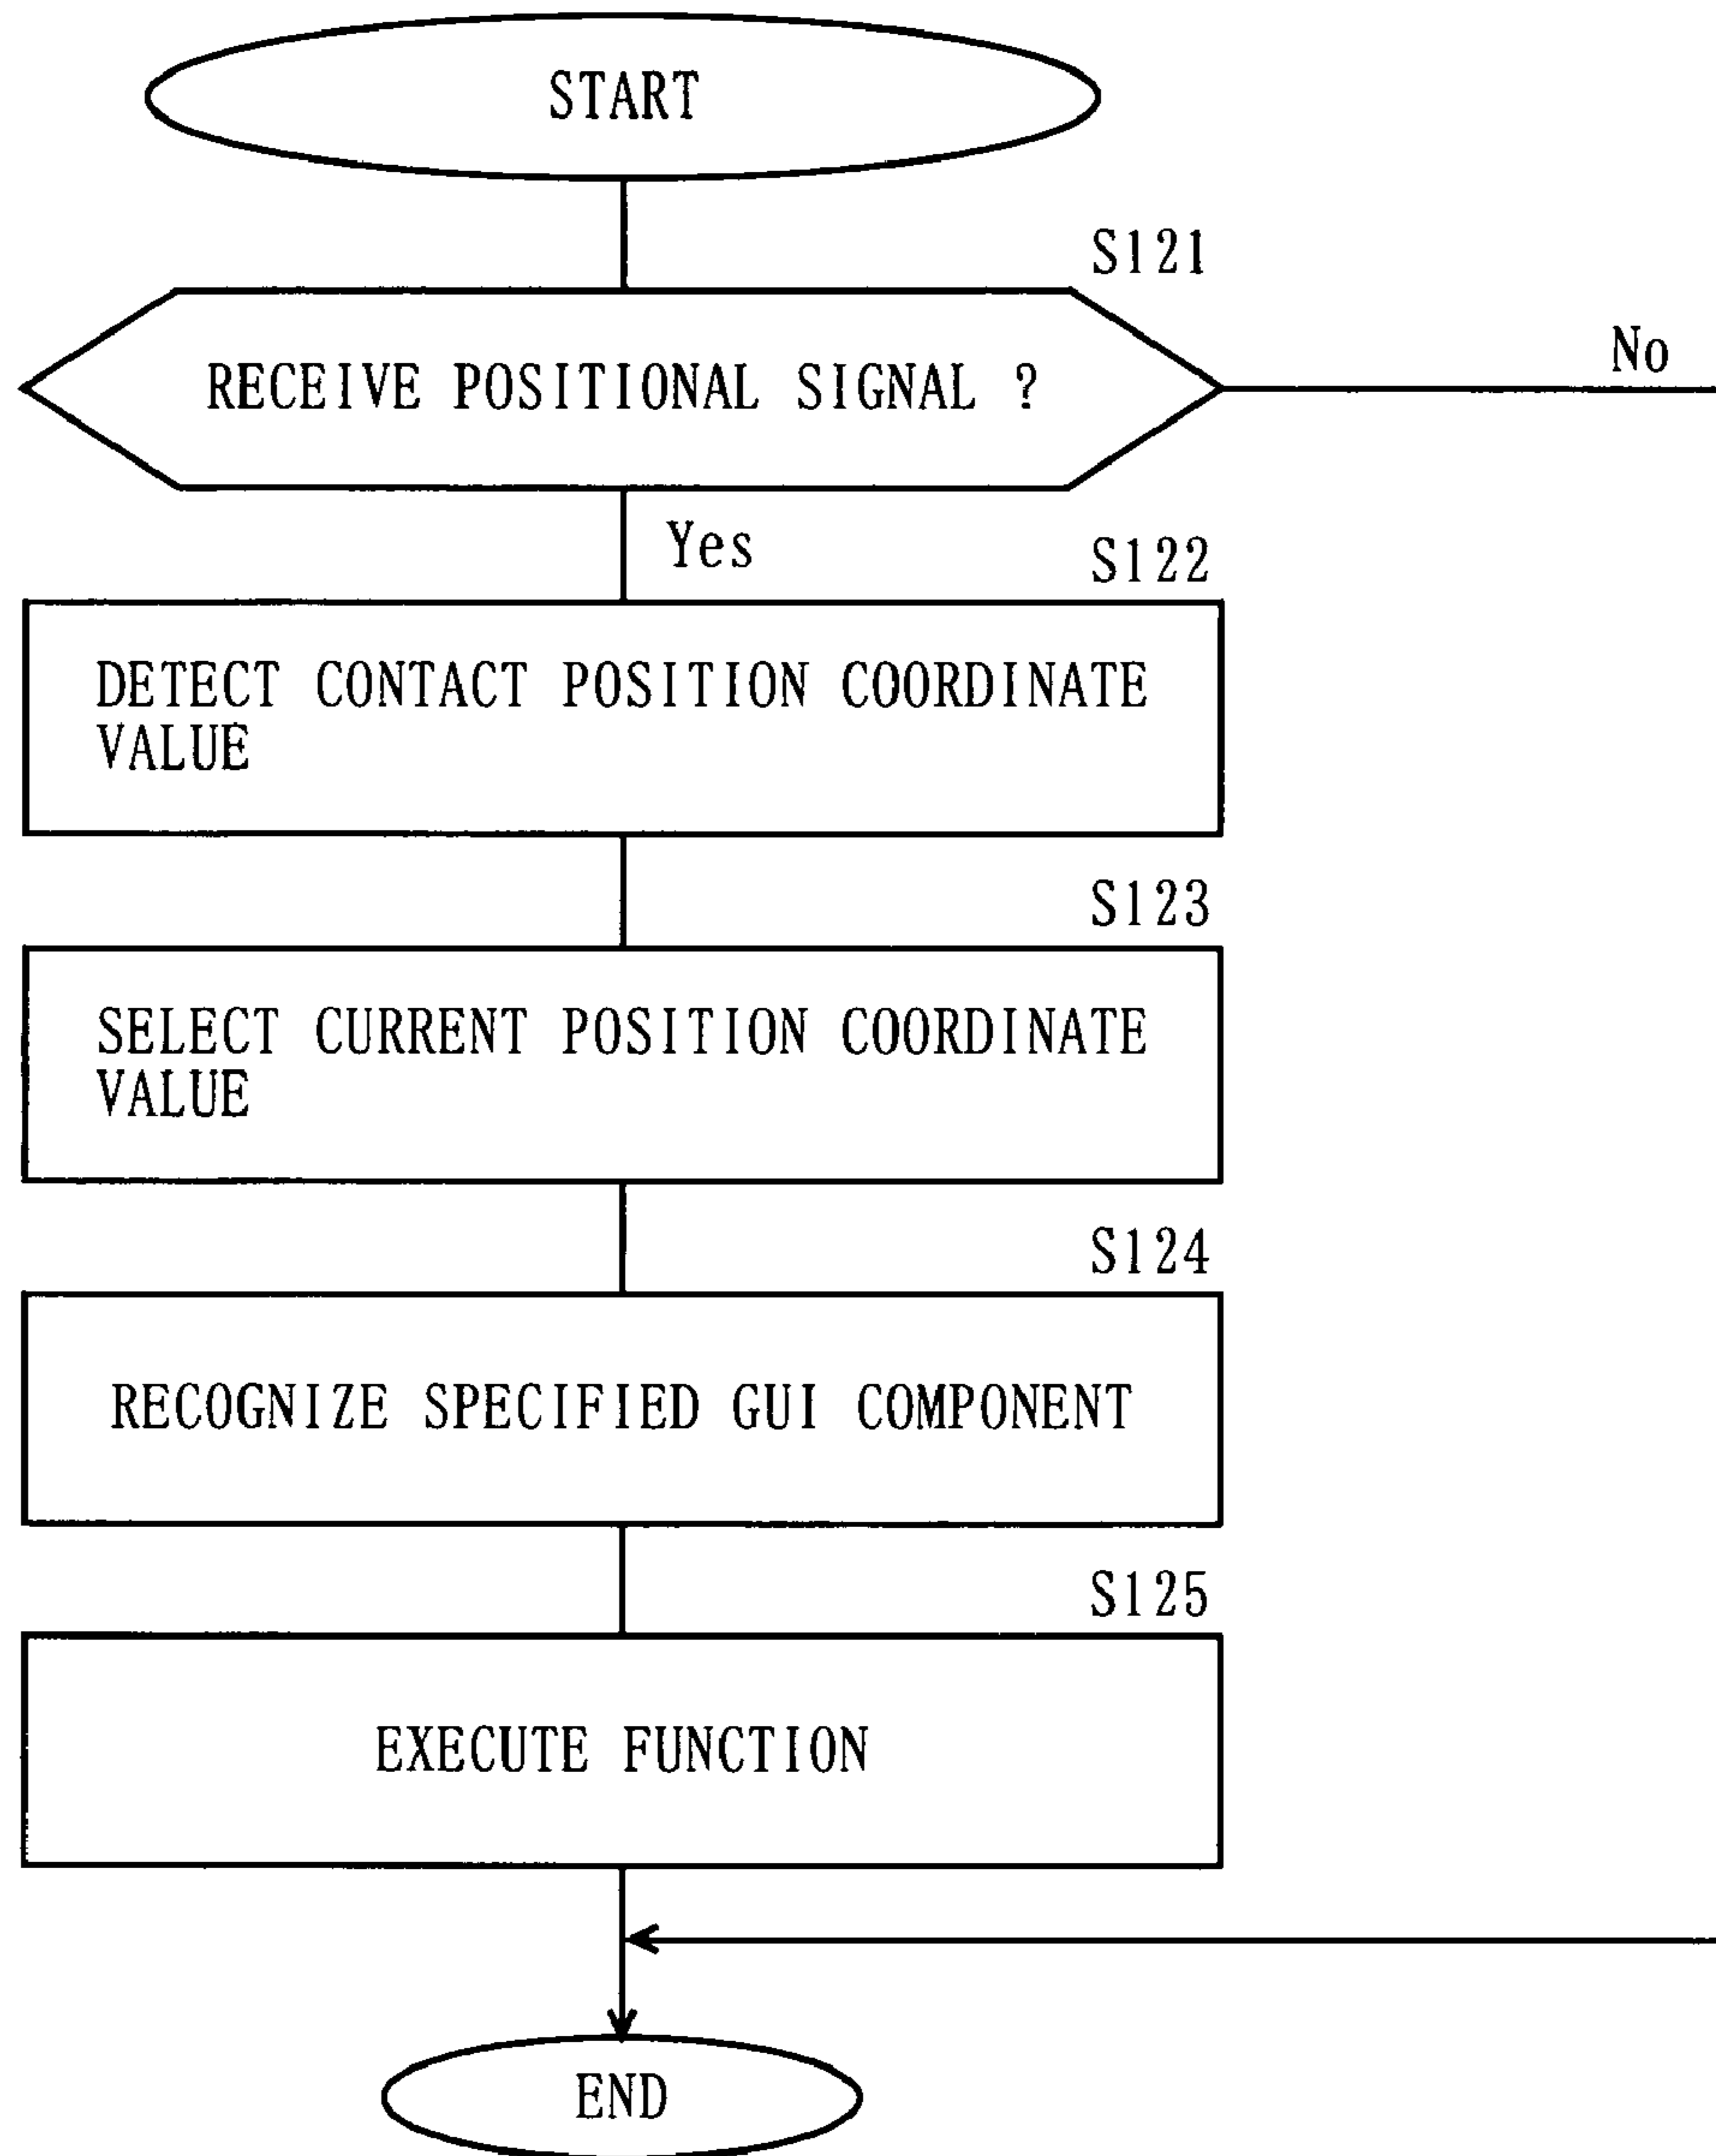 START
S121
RECEIVE POSITIONAL SIGNAL ?
No
Yes
S122
DETECT CONTACT POSITION COORDINATE
VALUE
S123
SELECT CURRENT POSITION COORDINATE
VALUE
S124
RECOGNIZE SPECIFIED GUI COMPONENT
S125
EXECUTE FUNCTION
END